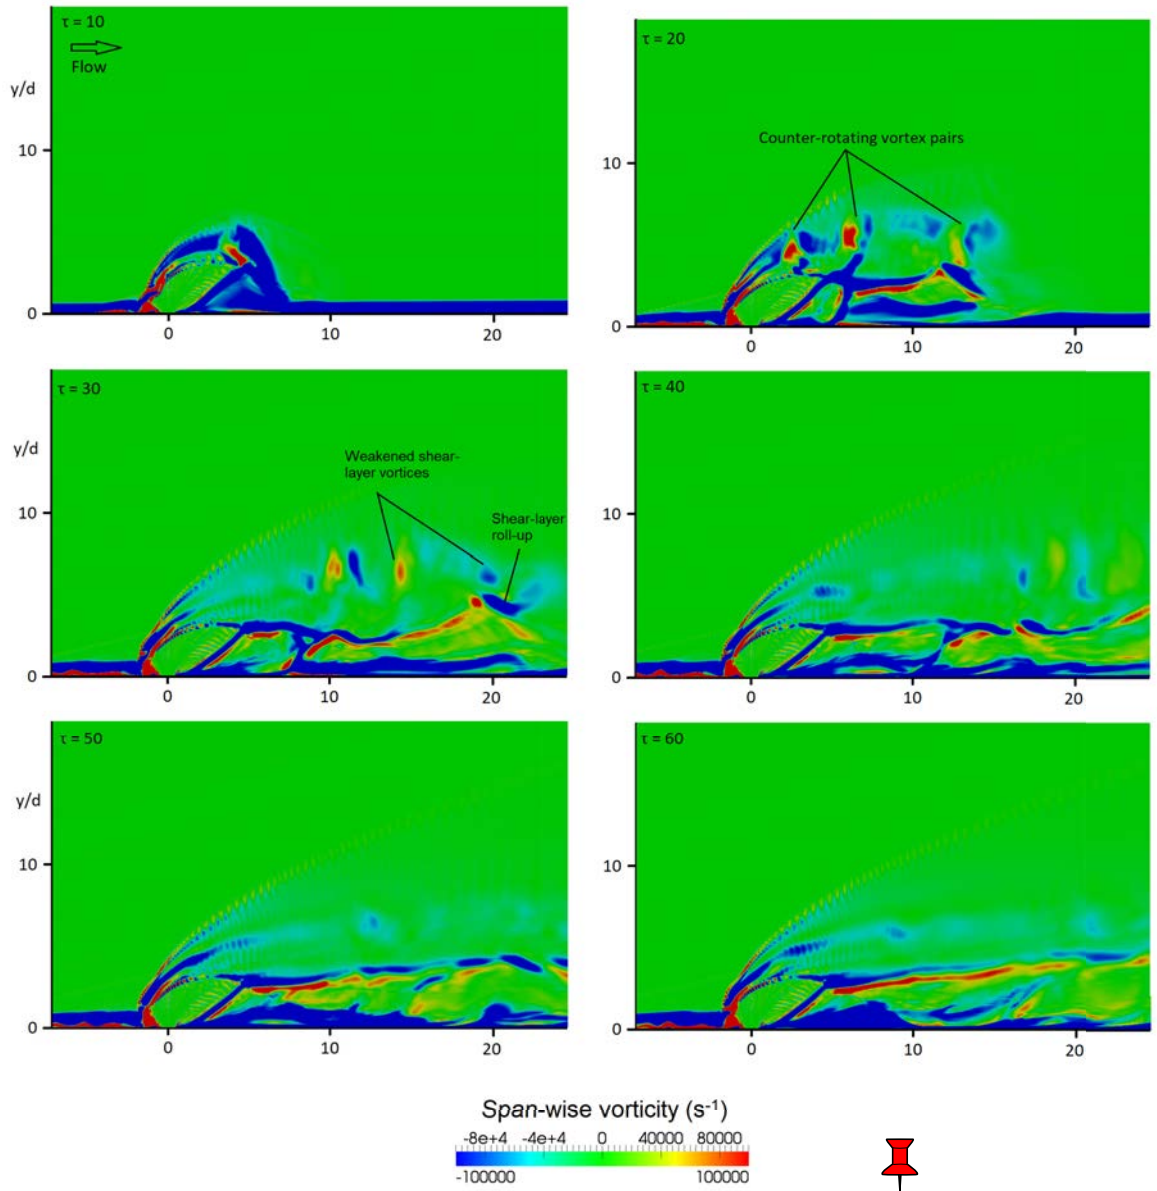 τ = 10
Flow
y/d
10
0
0
10
20
τ = 20
Counter-rotating vortex pairs
10
0
0
10
20
τ = 30
y/d
Weakened shear-
layer vortices
Shear-layer
roll-up
10
0
0
10
20
τ = 40
10
0
0
10
20
τ = 50
y/d
10
0
0
10
20
τ = 60
10
0
0
10
20
Span-wise vorticity (s⁻¹)
-8e+4 -4e+4 0 40000 80000
-100000 100000